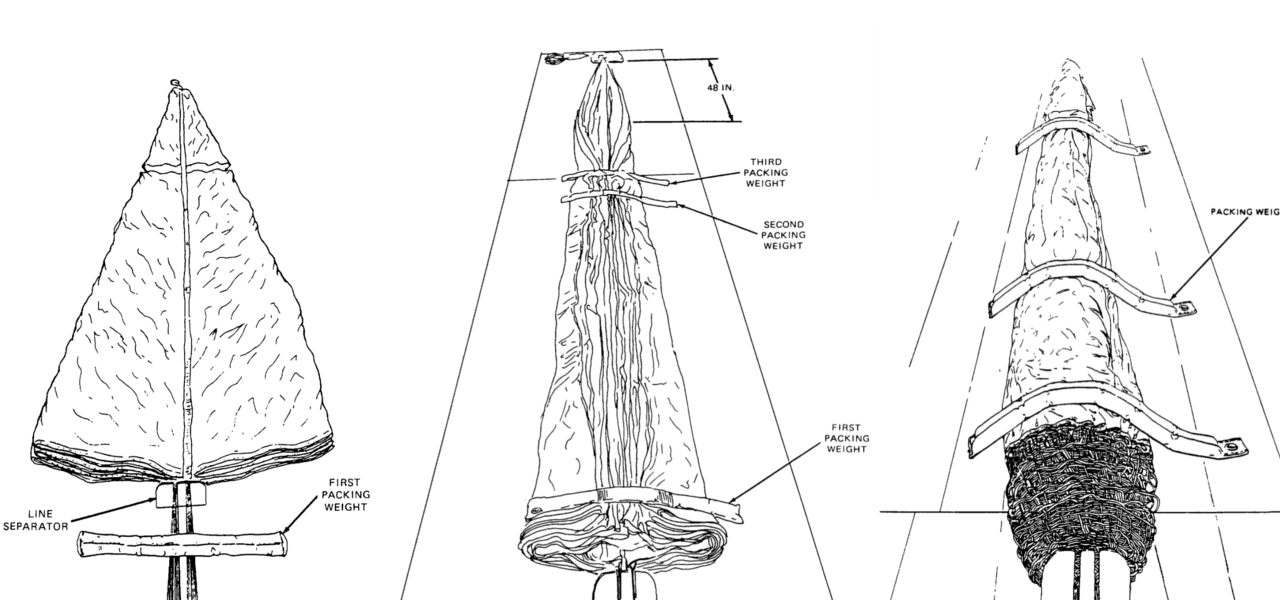 LINE
SEPARATOR
FIRST
PACKING
WEIGHT
48 IN.
THIRD
PACKING
WEIGHT
SECOND
PACKING
WEIGHT
FIRST
PACKING
WEIGHT
PACKING WEIG